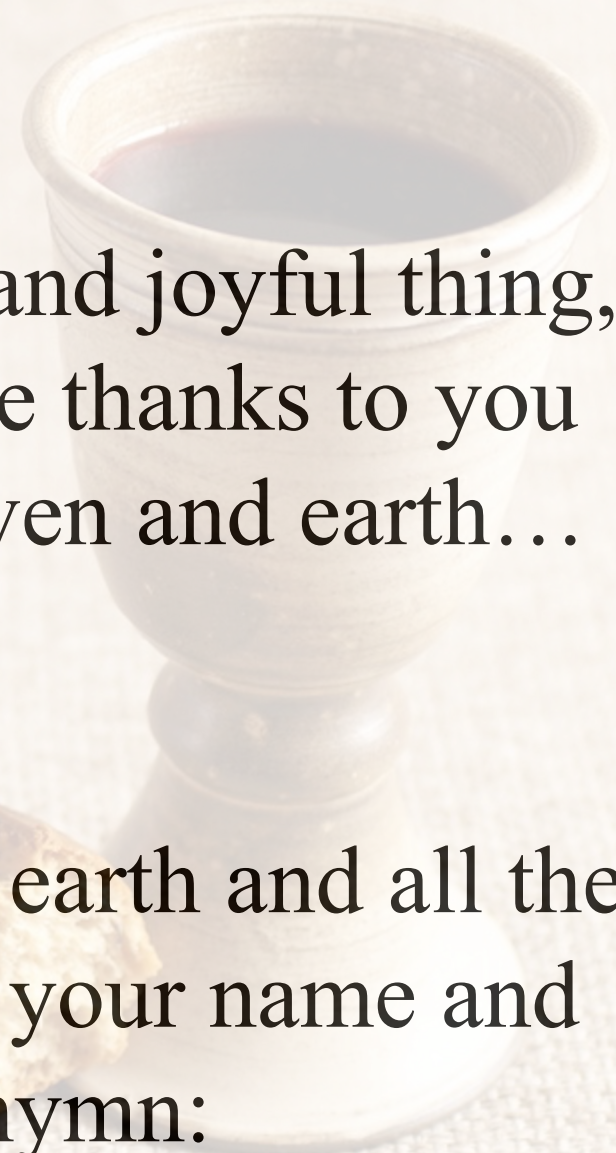 and joyful thing,
thanks to you
and earth…
earth and all the
your name and
hymn: